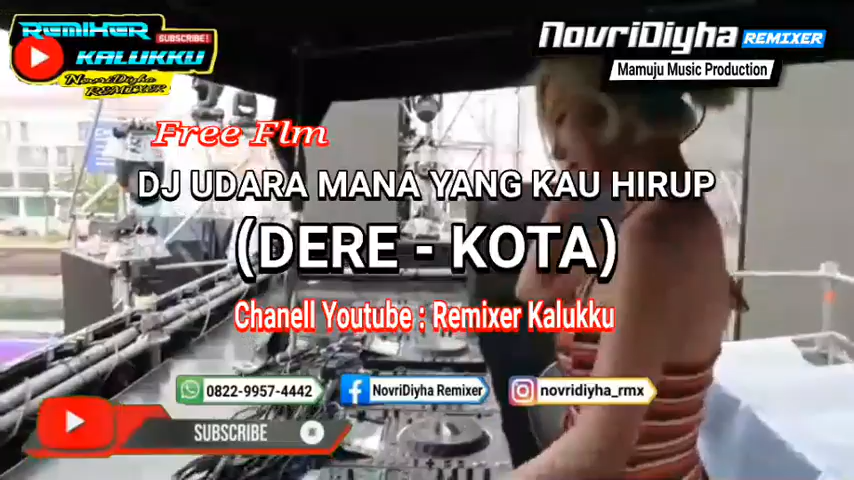 REMIXER
SUBSCRIBE!
KALUKKU
NovriDiyha
REMIXER
NovriDiyha REMIXER
Mamuju Music Production
Free Flm
DJ UDARA MANA YANG KAU HIRUP
(DERE - KOTA)
Chanell Youtube : Remixer Kalukku
0822-9957-4442
NovriDiyha Remixer
novridiyha_rmx
SUBSCRIBE